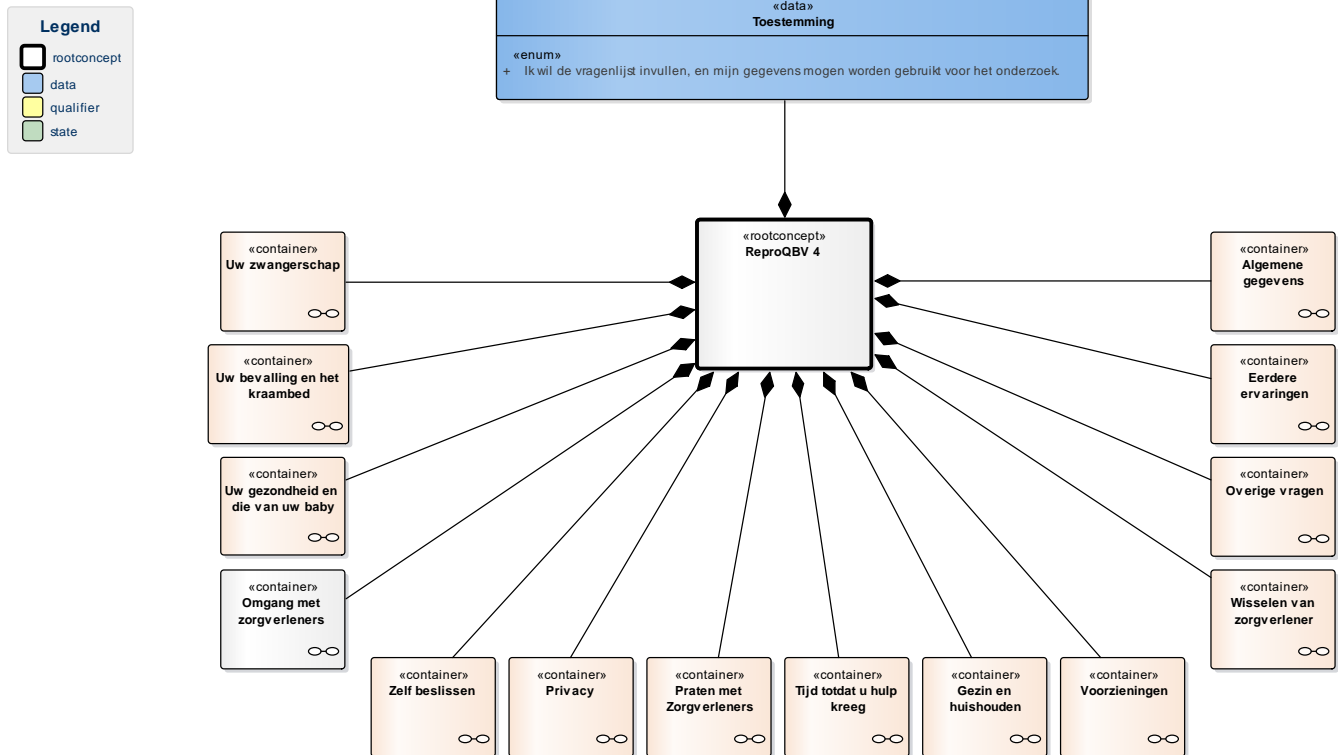 Legend
rootconcept
data
qualifier
state
«data»
Toestemming
«enum»
+ Ik wil de vragenlijst invullen, en mijn gegevens mogen worden gebruikt voor het onderzoek.
«rootconcept»
ReproQBV 4
«container»
Uw zwangerschap
«container»
Uw bevalling en het
kraambed
«container»
Uw gezondheid en
die van uw baby
«container»
Omgang met
zorgverleners
«container»
Zelf beslissen
«container»
Privacy
«container»
Praten met
Zorgverleners
«container»
Tijd totdat u hulp
kreeg
«container»
Gezin en
huishouden
«container»
Voorzieningen
«container»
Algemene
gegevens
«container»
Eerdere
ervaringen
«container»
Overige vragen
«container»
Wisselen van
zorgverlener